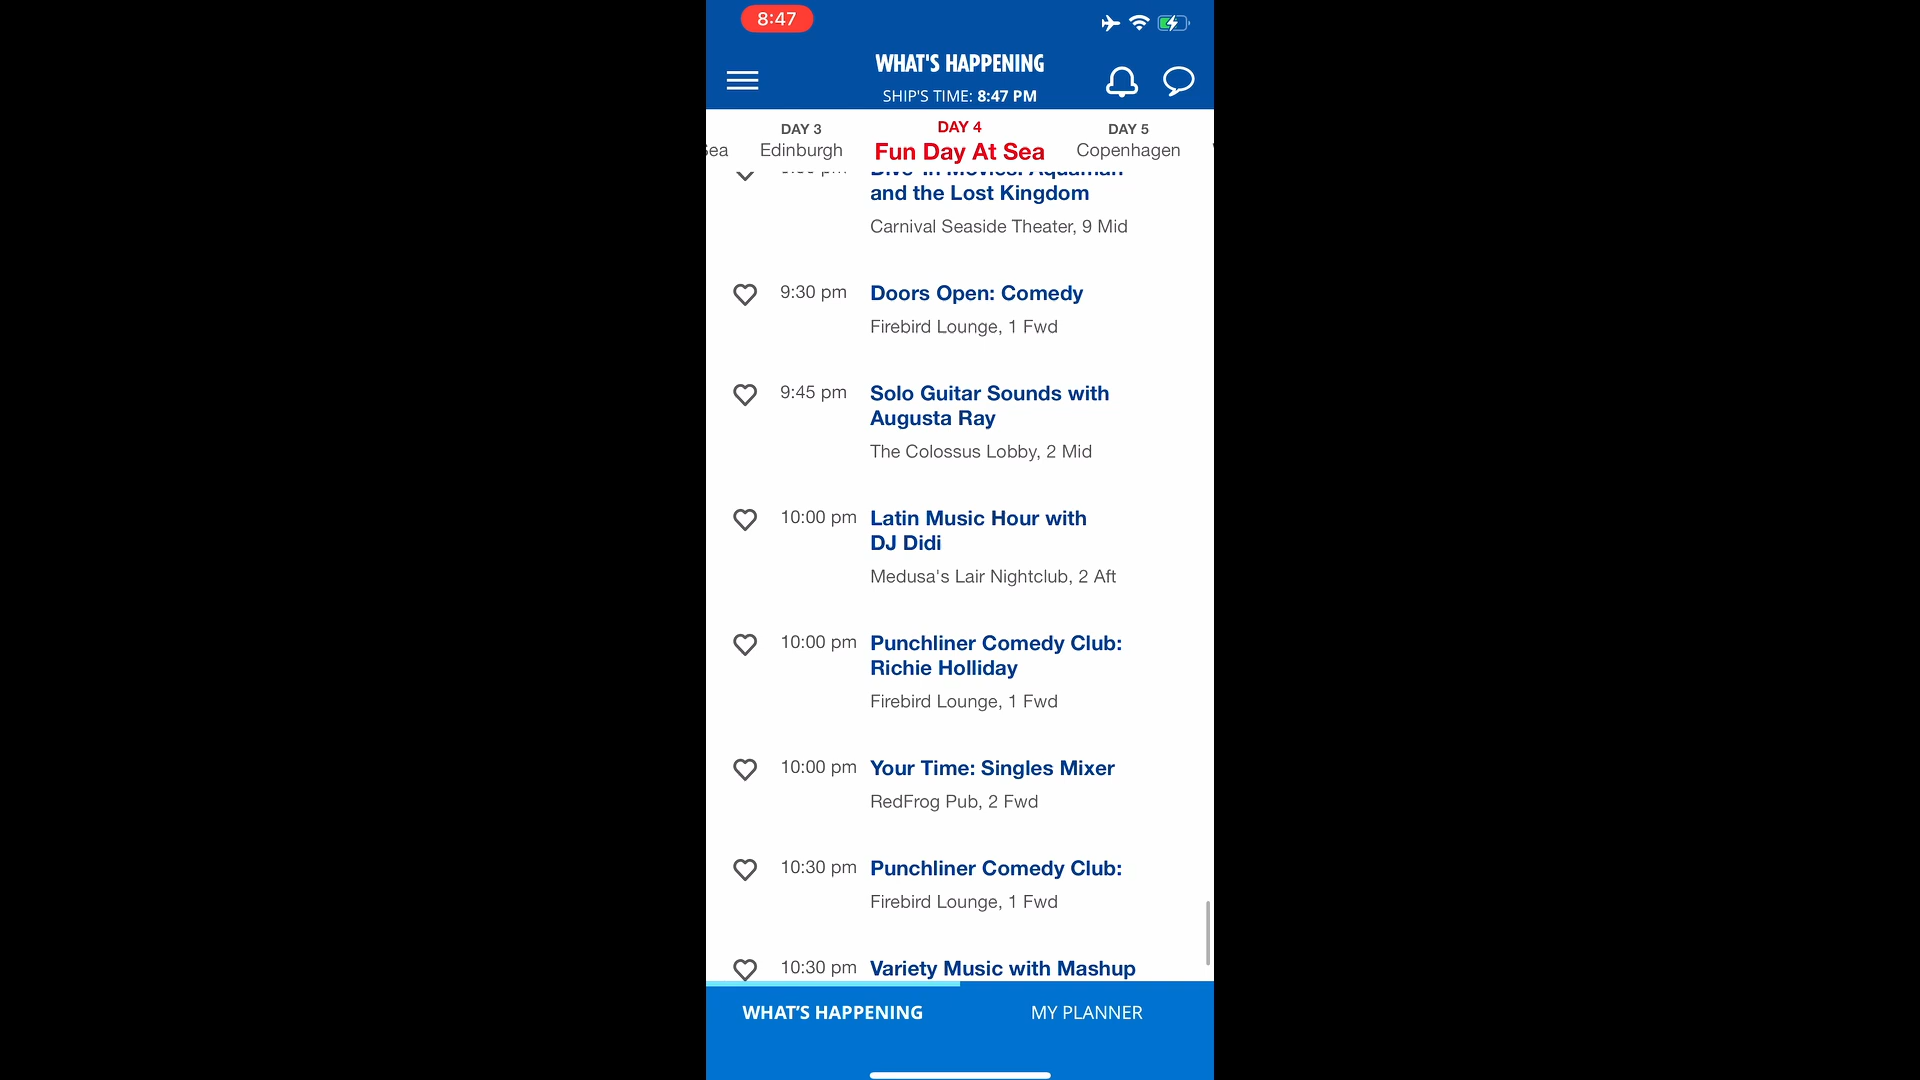 8:47
WHAT'S HAPPENING
SHIP'S TIME: 8:47 PM
DAY 3
DAY 4
DAY 5
Edinburgh
Fun Day At Sea
Copenhagen
and the Lost Kingdom
Carnival Seaside Theater, 9 Mid
9:30 pm
Doors Open: Comedy
Firebird Lounge, 1 Fwd
9:45 pm
Solo Guitar Sounds with
Augusta Ray
The Colossus Lobby, 2 Mid
10:00 pm
Latin Music Hour with
DJ Didi
Medusa's Lair Nightclub, 2 Aft
10:00 pm
Punchliner Comedy Club:
Richie Holliday
Firebird Lounge, 1 Fwd
10:00 pm
Your Time: Singles Mixer
RedFrog Pub, 2 Fwd
10:30 pm
Punchliner Comedy Club:
Firebird Lounge, 1 Fwd
10:30 pm
Variety Music with Mashup
WHAT'S HAPPENING
MY PLANNER